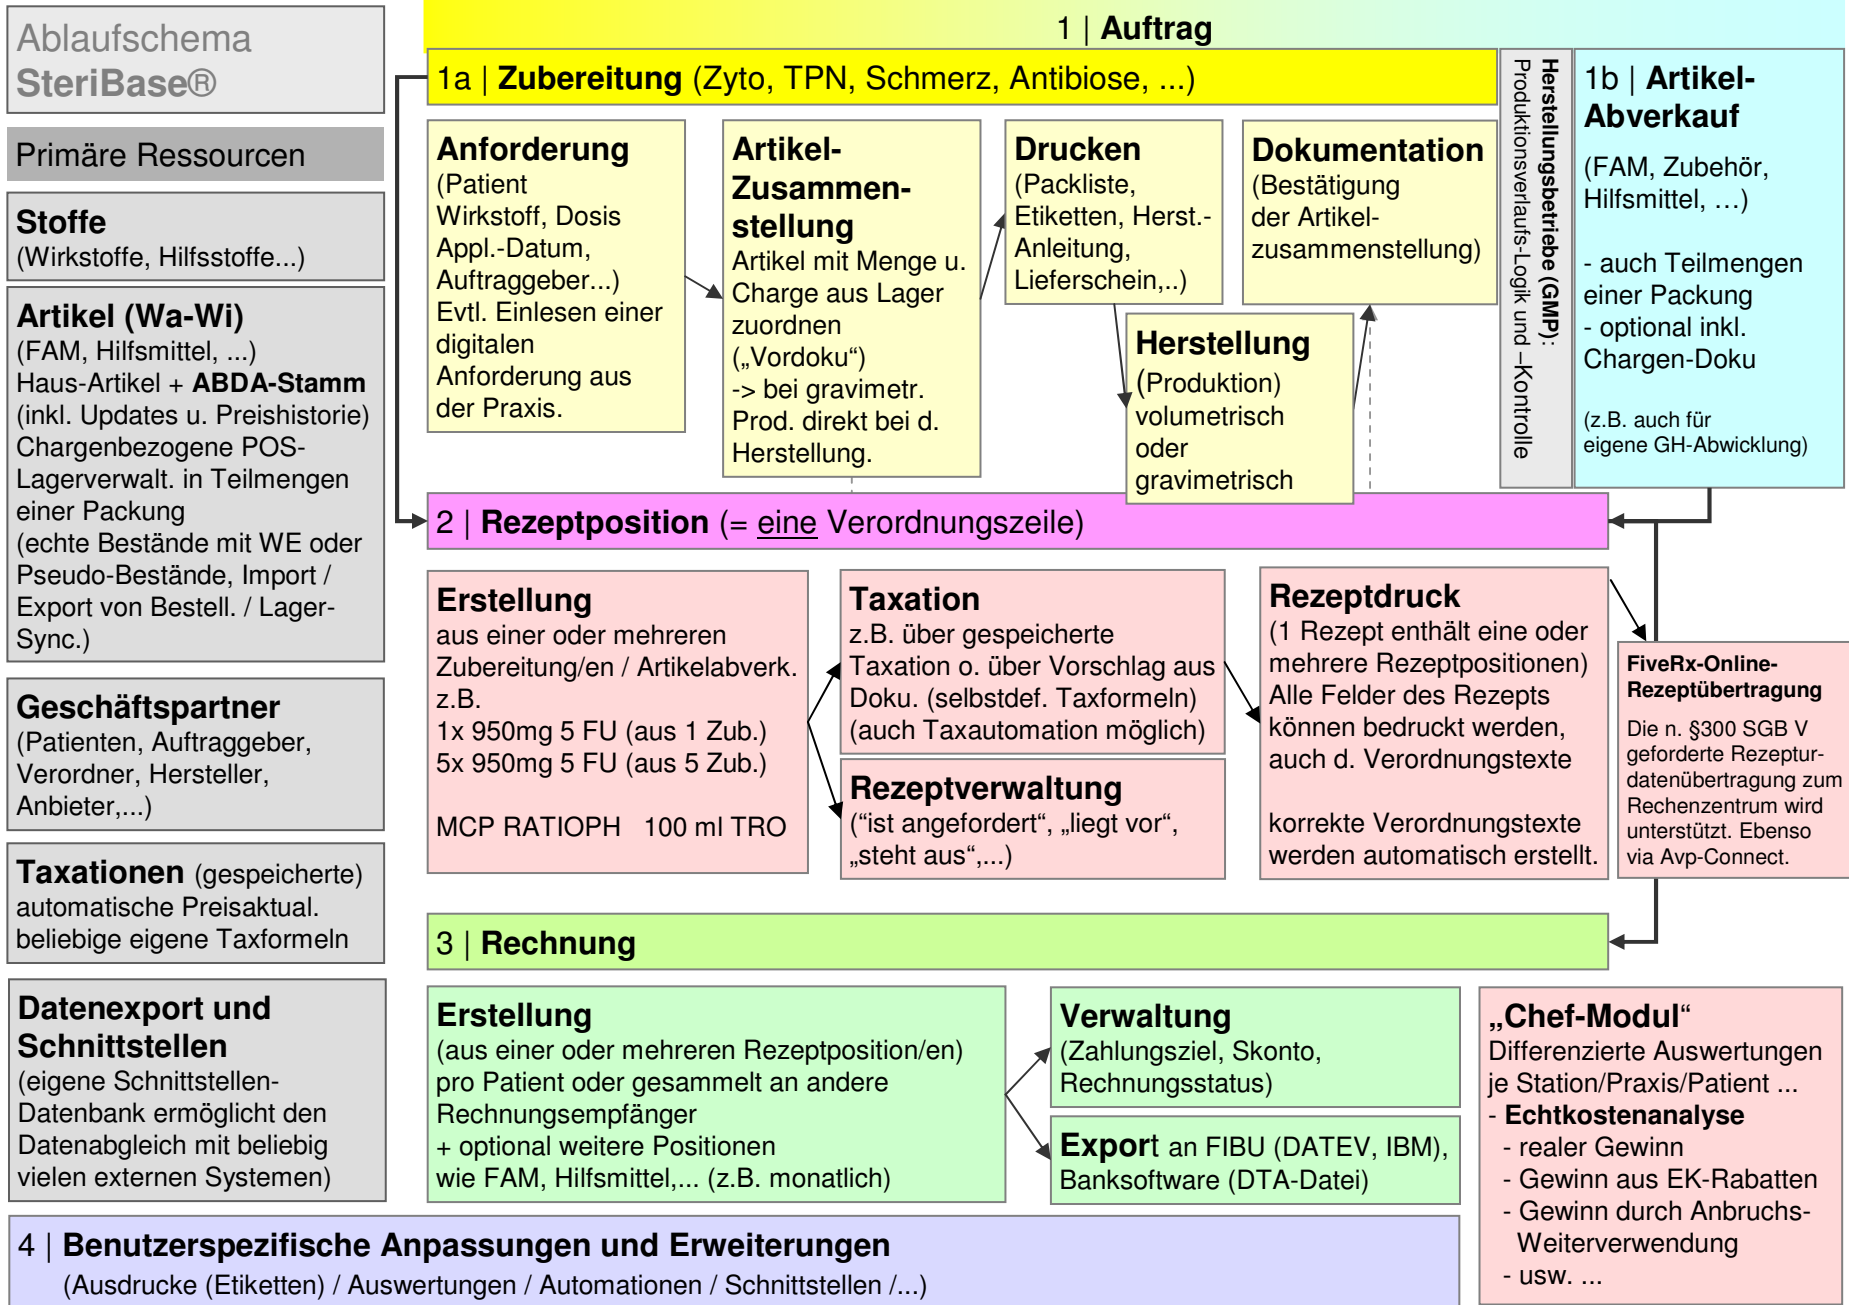 Ablaufschema
SteriBase®
Primäre Ressourcen
Stoffe
(Wirkstoffe, Hilfsstoffe...)
Artikel (Wa-Wi)
(FAM, Hilfsmittel, ...)
Haus-Artikel + ABDA-Stamm
(inkl. Updates u. Preishistorie)
Chargenbezogene POS-
Lagerverwalt. in Teilmengen
einer Packung
(echte Bestände mit WE oder
Pseudo-Bestände, Import /
Export von Bestell. / Lager-
Sync.)
Geschäftspartner
(Patienten, Auftraggeber,
Verordner, Hersteller,
Anbieter,...)
Taxationen (gespeicherte)
automatische Preisaktual.
beliebige eigene Taxformeln
Datenexport und
Schnittstellen
(eigene Schnittstellen-
Datenbank ermöglicht den
Datenabgleich mit beliebig
vielen externen Systemen)
1 | Auftrag
1a | Zubereitung (Zyto, TPN, Schmerz, Antibiose, ...)
Anforderung
(Patient
Wirkstoff, Dosis
Appl.-Datum,
Auftraggeber...)
Evtl. Einlesen einer
digitalen
Anforderung aus
der Praxis.
Artikel-
Zusammen-
stellung
Artikel mit Menge u.
Charge aus Lager
zuordnen
(„Vordoku“)
-> bei gravimetr.
Prod. direkt bei d.
Herstellung.
Drucken
(Packliste,
Etiketten, Herst.-
Anleitung,
Lieferschein,..)
Herstellung
(Produktion)
volumetrisch
oder
gravimetrisch
Dokumentation
(Bestätigung
der Artikel-
zusammenstellung)
Herstellungsbetriebe (GMP):
Produktionsverlaufs-Logik und –Kontrolle
1b | Artikel-
Abverkauf
(FAM, Zubehör,
Hilfsmittel, …)
- auch Teilmengen
einer Packung
- optional inkl.
Chargen-Doku
(z.B. auch für
eigene GH-Abwicklung)
2 | Rezeptposition (= eine Verordnungszeile)
Erstellung
aus einer oder mehreren
Zubereitung/en / Artikelabverk.
z.B.
1x 950mg 5 FU (aus 1 Zub.)
5x 950mg 5 FU (aus 5 Zub.)
MCP RATIOPH 100 ml TRO
Taxation
z.B. über gespeicherte
Taxation o. über Vorschlag aus
Doku. (selbstdef. Taxformeln)
(auch Taxautomation möglich)
Rezeptverwaltung
(“ist angefordert“, „liegt vor“,
„steht aus“,...)
Rezeptdruck
(1 Rezept enthält eine oder
mehrere Rezeptpositionen)
Alle Felder des Rezepts
können bedruckt werden,
auch d. Verordnungstexte
korrekte Verordnungstexte
werden automatisch erstellt.
FiveRx-Online-
Rezeptübertragung
Die n. §300 SGB V
geforderte Rezeptur-
datenübertragung zum
Rechenzentrum wird
unterstützt. Ebenso
via Avp-Connect.
3 | Rechnung
Erstellung
(aus einer oder mehreren Rezeptposition/en)
pro Patient oder gesammelt an andere
Rechnungsempfänger
+ optional weitere Positionen
wie FAM, Hilfsmittel,... (z.B. monatlich)
Verwaltung
(Zahlungsziel, Skonto,
Rechnungsstatus)
Export an FIBU (DATEV, IBM),
Banksoftware (DTA-Datei)
„Chef-Modul“
Differenzierte Auswertungen
je Station/Praxis/Patient ...
- Echtkostenanalyse
- realer Gewinn
- Gewinn aus EK-Rabatten
- Gewinn durch Anbruchs-
Weiterverwendung
- usw. ...
4 | Benutzerspezifische Anpassungen und Erweiterungen
(Ausdrucke (Etiketten) / Auswertungen / Automationen / Schnittstellen /...)